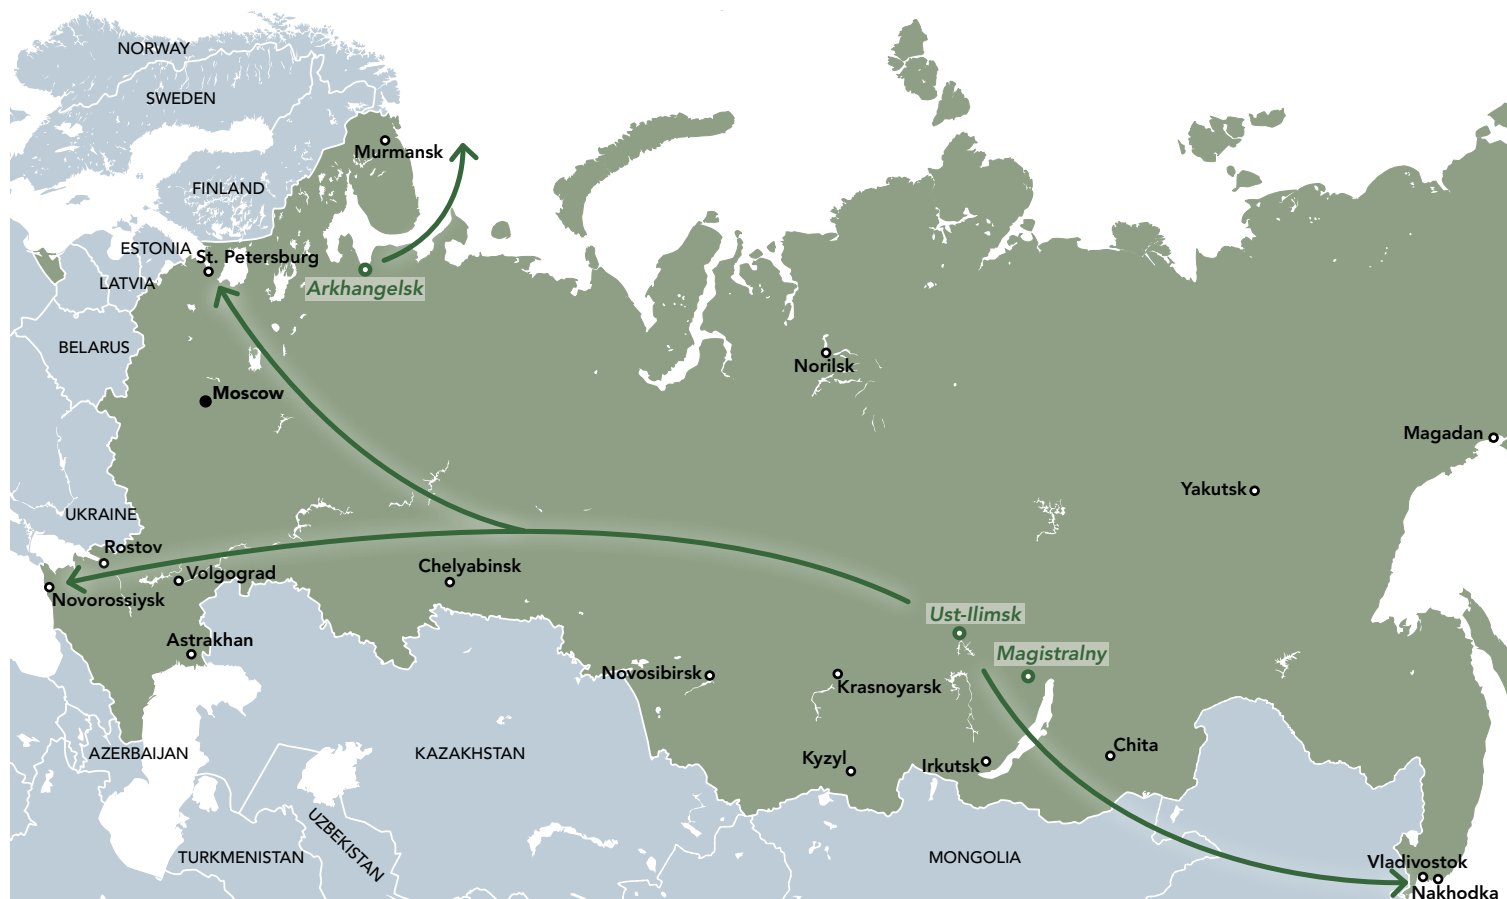 NORWAY
SWEDEN
Murmansk
FINLAND
ESTONIA
St. Petersburg
LATVIA
Arkhangelsk
BELARUS
Norilsk
Moscow
Magadan
Yakutsk
UKRAINE
Rostov
Chelyabinsk
Volgograd
Novorossiysk
Ust-Ilimsk
Astrakhan
Magistralny
Novosibirsk
Krasnoyarsk
Chita
AZERBAIJAN
KAZAKHSTAN
Kyzyl
Irkutsk
UZBEKISTAN
TURKMENISTAN
MONGOLIA
Vladivostok
Nakhodka